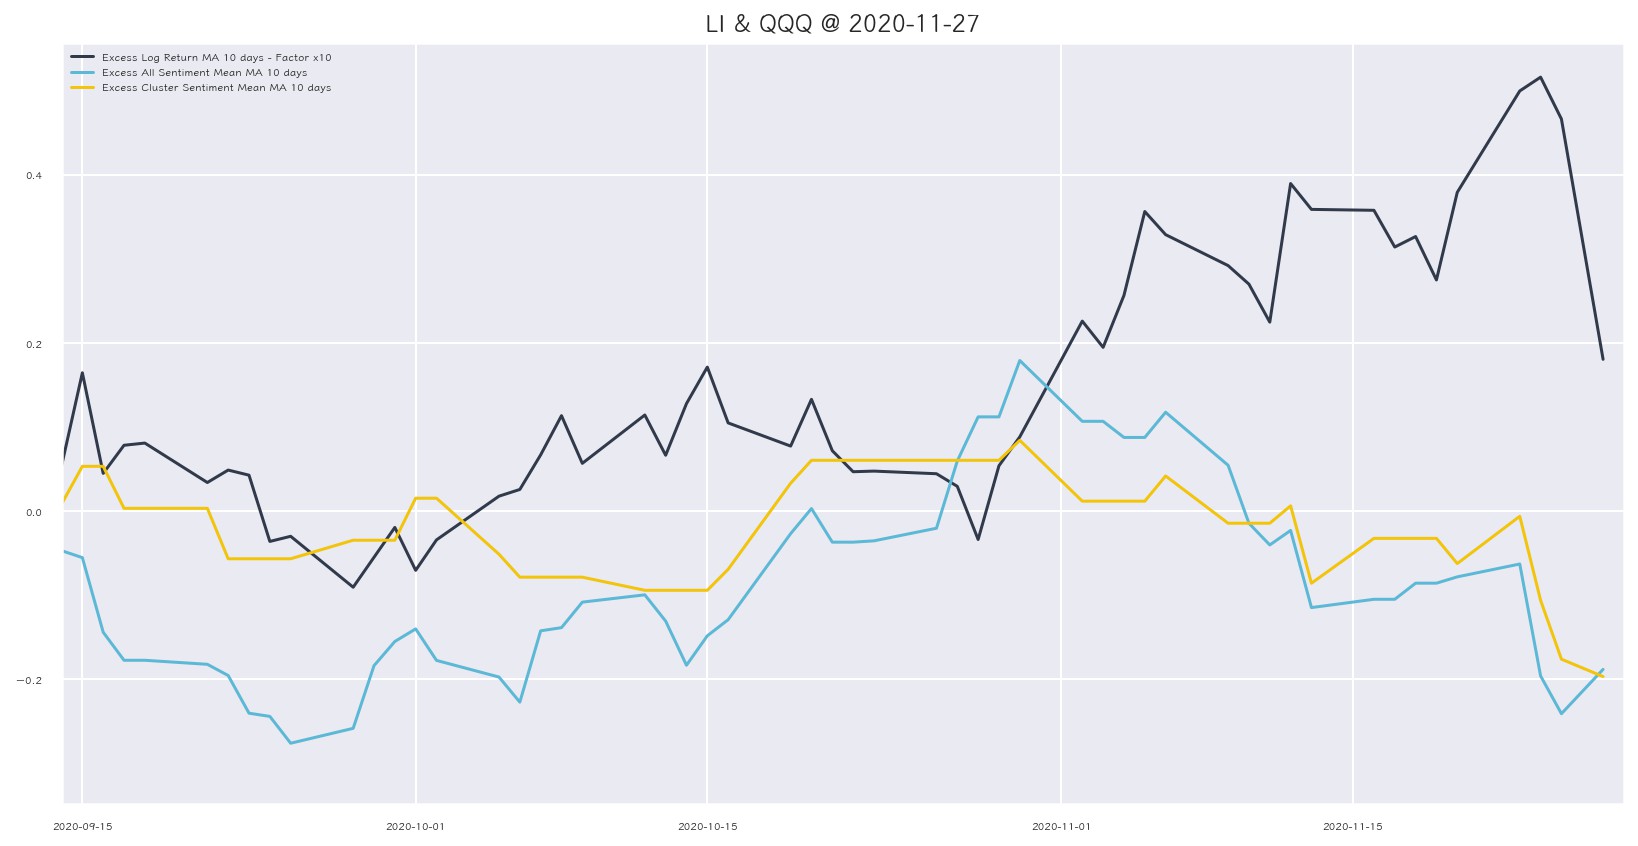 LI & QQQ @ 2020-11-27
Excess Log Return MA 10 days - Factor x10
Excess All Sentiment Mean MA 10 days
Excess Cluster Sentiment Mean MA 10 days
0.4
0.2
0.0
−0.2
2020-09-15 2020-10-01 2020-10-15 2020-11-01 2020-11-15